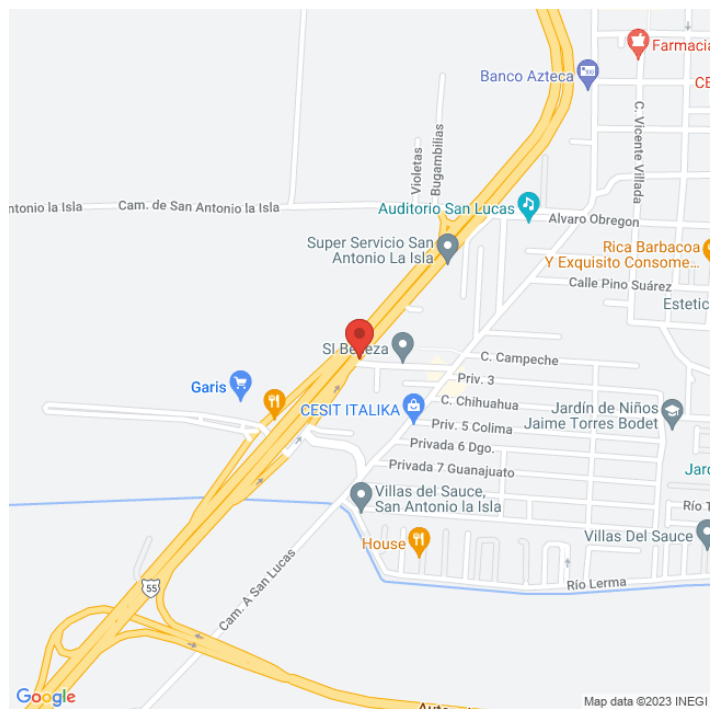 Farmacia
Banco Azteca
CE
C. Vicente Villada
Violetas
Bugambilias
ntonio la Isla
Cam. de San Antonio la Isla
Auditorio San Lucas
Alvaro Obregon
Super Servicio San
Antonio La Isla
Rica Barbacoa
Y Exquisito Consome...
Calle Pino Suárez
Estetic
SI Belleza
C. Campeche
Priv. 3
Garis
C. Chihuahua
CESIT ITALIKA
Jardín de Niños
Jaime Torres Bodet
Priv. 5 Colima
Privada 6 Dgo.
Privada 7 Guanajuato
Jar
Villas del Sauce,
San Antonio la Isla
Río T
Villas Del Sauce
House
Río Lerma
55
Cam. A San Lucas
Google
Map data ©2023 INEGI